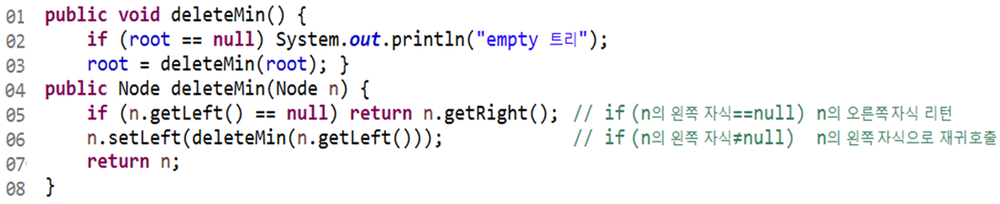 01 public void deleteMin() {
02 if (root == null) System.out.println("empty 트리");
03 root = deleteMin(root); }
04 public Node deleteMin(Node n) {
05 if (n.getLeft() == null) return n.getRight(); // if (n의 왼쪽 자식==null) n의 오른쪽자식 리턴
06 n.setLeft(deleteMin(n.getLeft())); // if (n의 왼쪽 자식≠null) n의 왼쪽자식으로 재귀호출
07 return n;
08 }